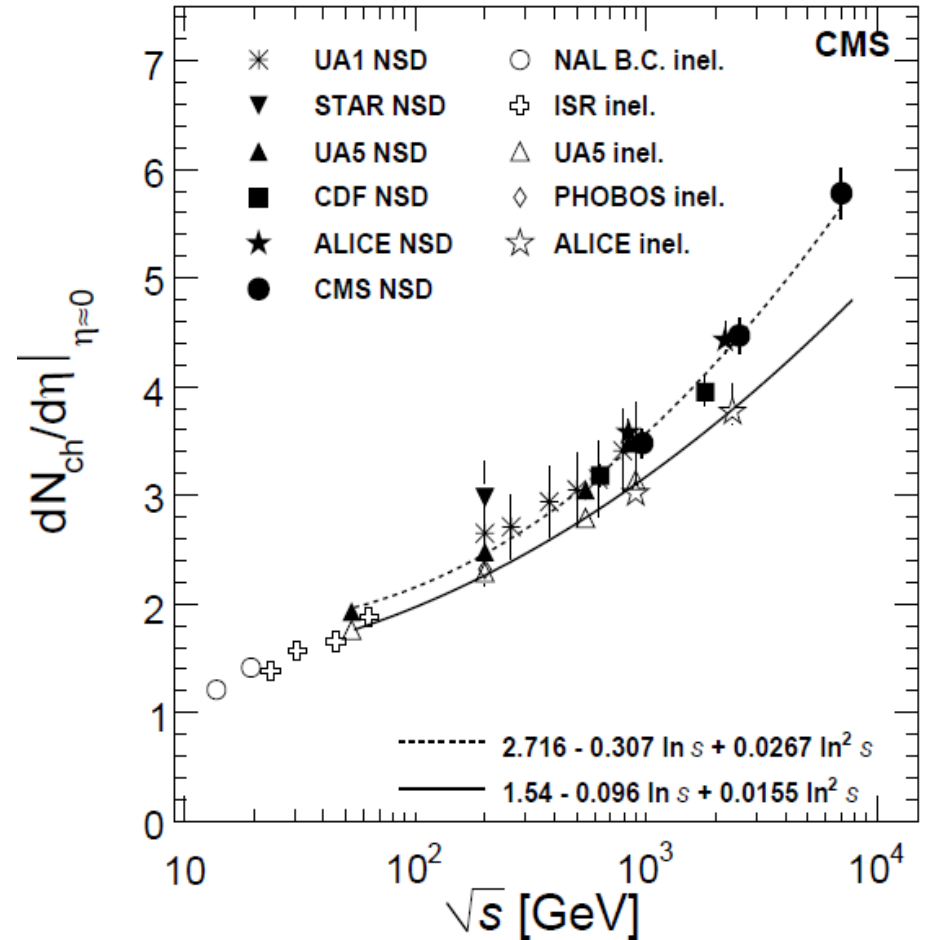 CMS
UA1 NSD
STAR NSD
UA5 NSD
CDF NSD
ALICE NSD
CMS NSD
NAL B.C. inel.
ISR inel.
UA5 inel.
PHOBOS inel.
ALICE inel.
7
6
5
4
3
2
1
0
dN_ch/dη|_η≈0
2.716 - 0.307 ln s + 0.0267 ln² s
1.54 - 0.096 ln s + 0.0155 ln² s
10 10² 10³ 10⁴
√s [GeV]